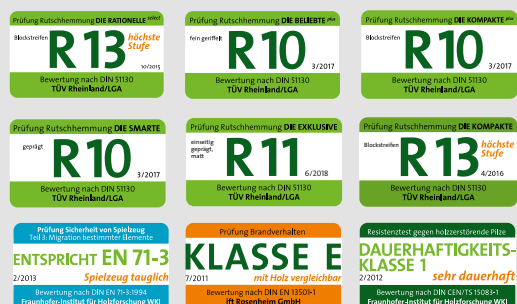 Prüfung Rutschhemmung DIE RATIONELLE select
Blockstreifen
R 13
höchste
Stufe
10/2015
Bewertung nach DIN 51130
TÜV Rheinland/LGA
Prüfung Rutschhemmung DIE BELIEBTE plus
fein geriffelt
R 10
3/2017
Bewertung nach DIN 51130
TÜV Rheinland/LGA
Prüfung Rutschhemmung DIE KOMPAKTE plus
Blockstreifen
R 10
3/2017
Bewertung nach DIN 51130
TÜV Rheinland/LGA
Prüfung Rutschhemmung DIE SMARTE
geprägt
R 10
3/2017
Bewertung nach DIN 51130
TÜV Rheinland/LGA
Prüfung Rutschhemmung DIE EXKLUSIVE
einseitig
geprägt,
matt
R 11
6/2018
Bewertung nach DIN 51130
TÜV Rheinland/LGA
Prüfung Rutschhemmung DIE KOMPAKTE
Blockstreifen
R 13
höchste
Stufe
4/2016
Bewertung nach DIN 51130
TÜV Rheinland/LGA
Prüfung Sicherheit von Spielzeug
Teil 3: Migration bestimmter Elemente
ENTSPRICHT EN 71-3
2/2013 Spielzeug tauglich
Bewertung nach DIN EN 71-3:1994
Fraunhofer-Institut für Holzforschung WKI
Prüfung Brandverhalten
KLASSE E
7/2011 mit Holz vergleichbar
Bewertung nach DIN EN 13501-1
ift Rosenheim GmbH
Resistenztest gegen holzzerstörende Pilze
DAUERHAFTIGKEITS-
KLASSE 1
2/2012 sehr dauerhaft
Bewertung nach DIN CEN/TS 15083-1
Fraunhofer-Institut für Holzforschung WKI